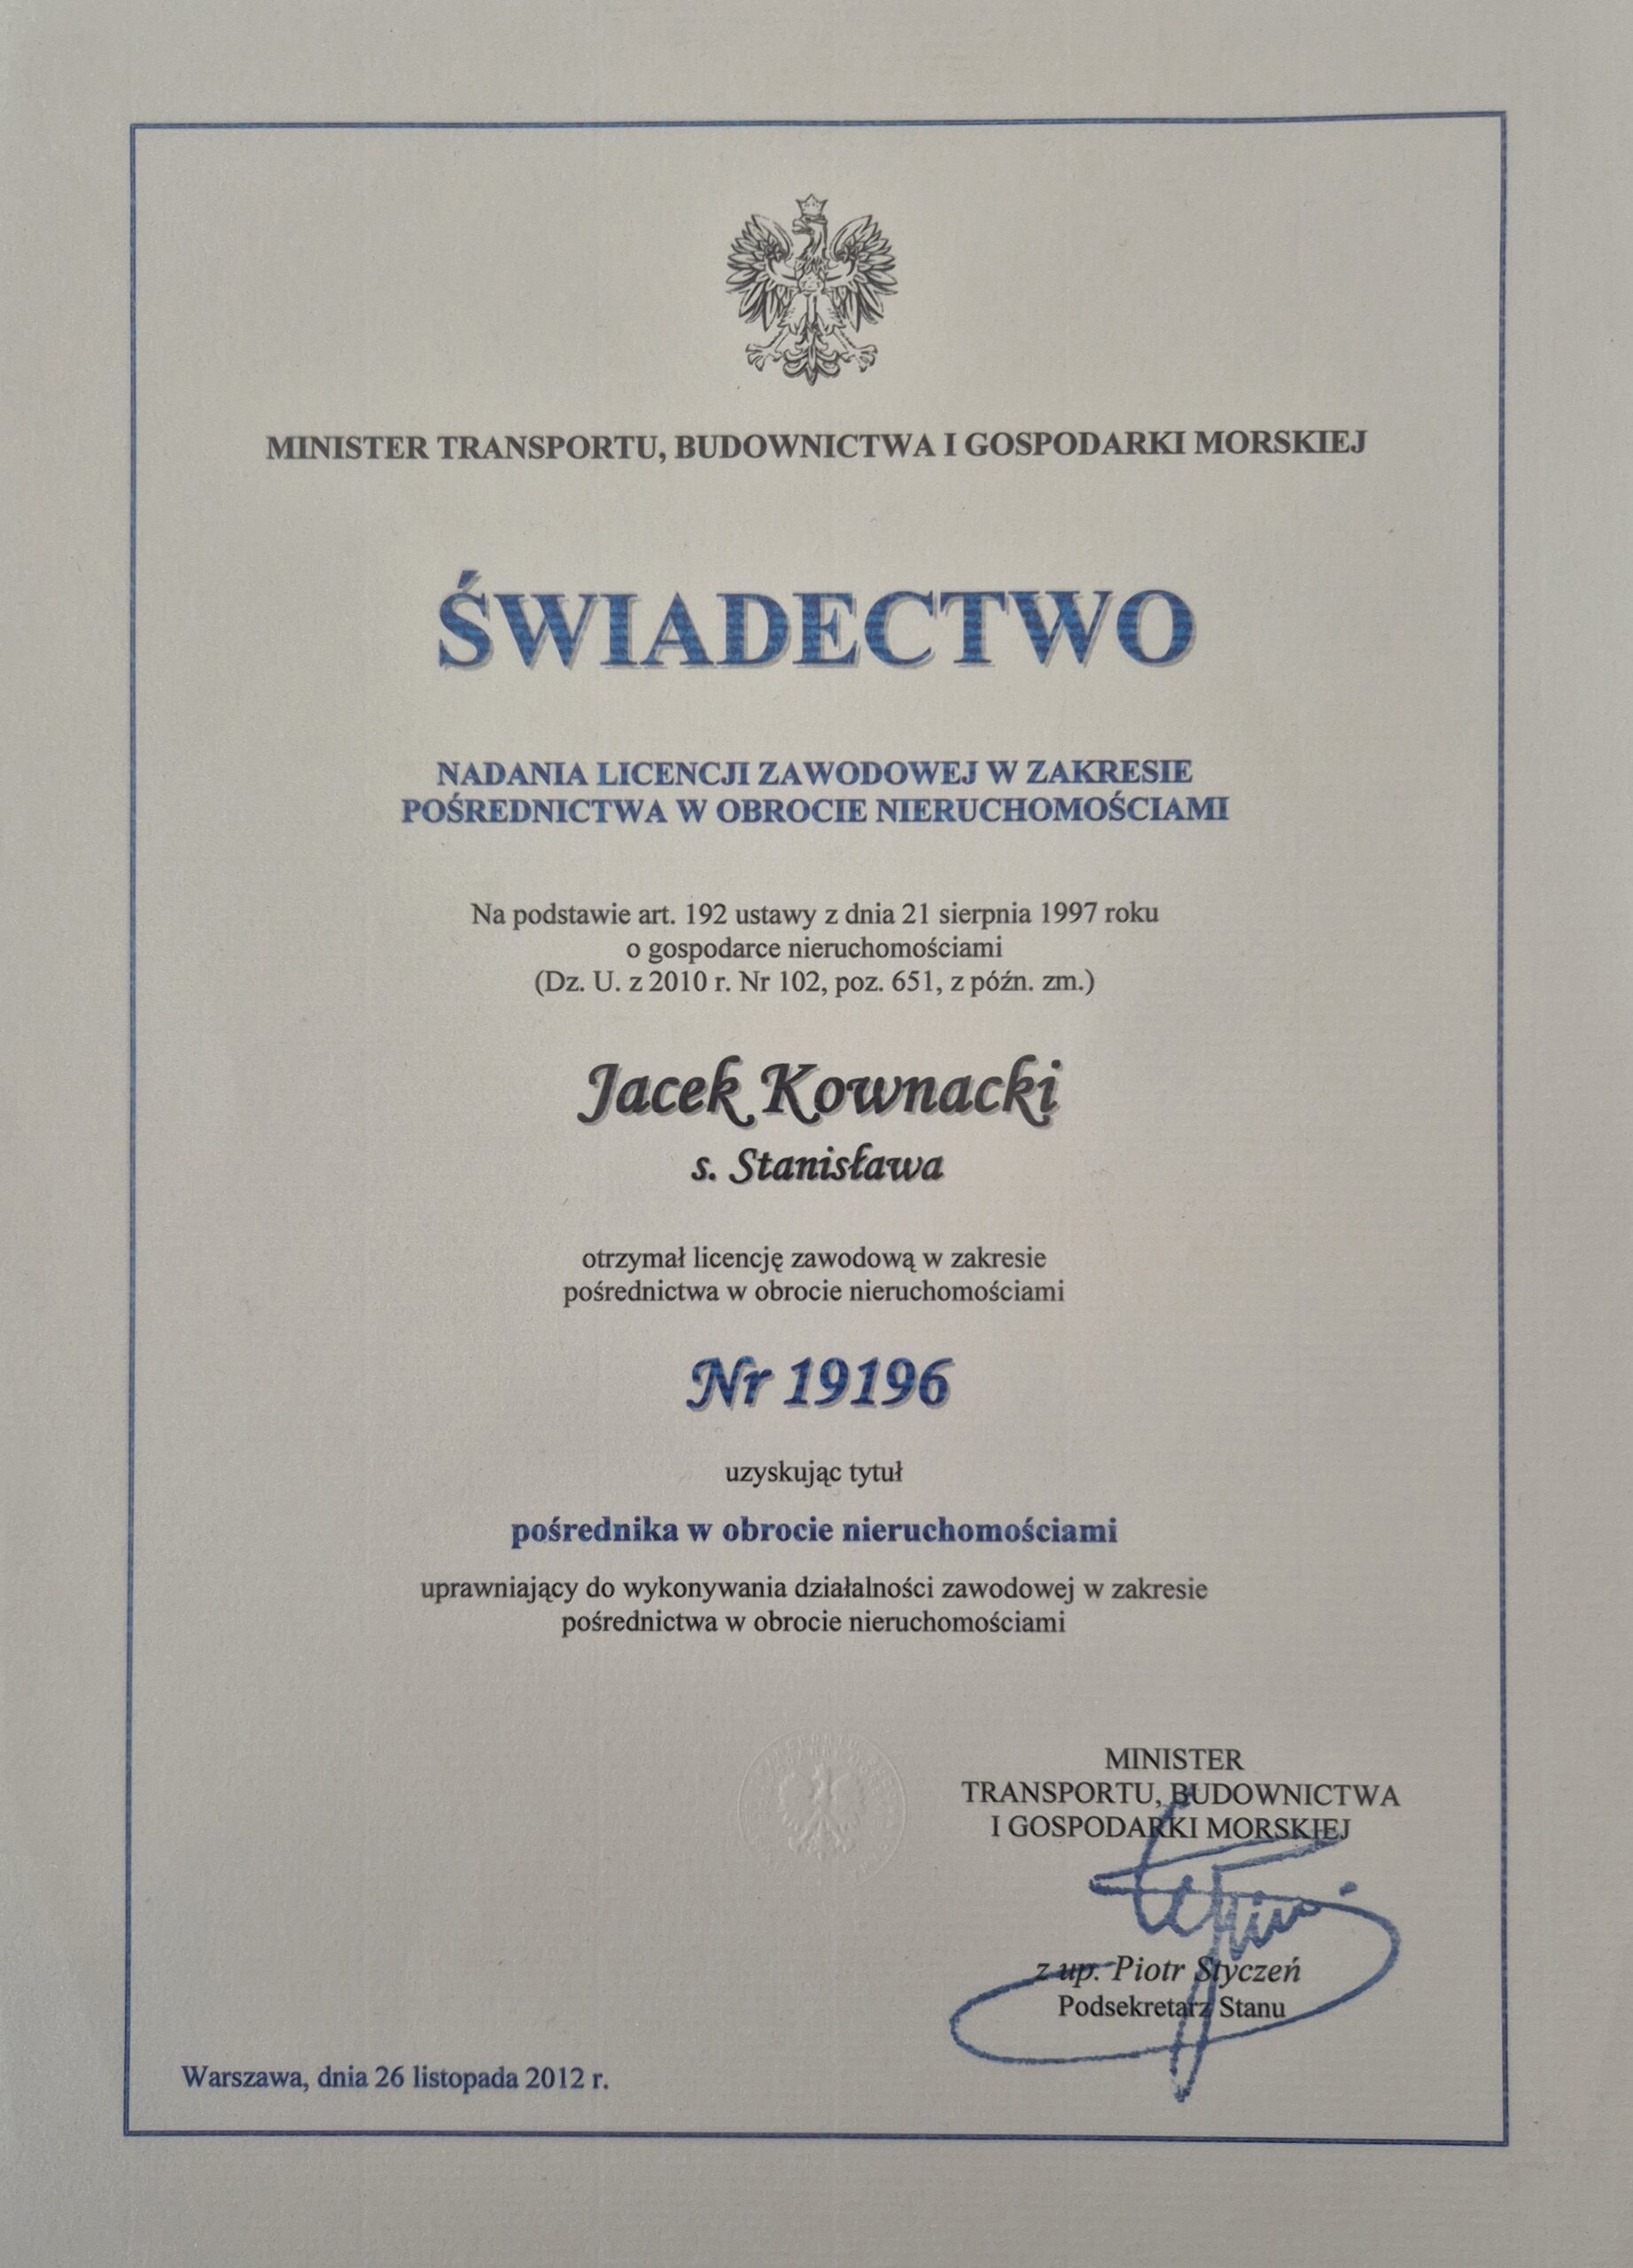 MINISTER TRANSPORTU, BUDOWNICTWA I GOSPODARKI MORSKIEJ
ŚWIADECTWO
NADANIA LICENCJI ZAWODOWEJ W ZAKRESIE
POŚREDNICTWA W OBROCIE NIERUCHOMOŚCIAMI
Na podstawie art. 192 ustawy z dnia 21 sierpnia 1997 roku
o gospodarce nieruchomościami
(Dz. U. z 2010 r. Nr 102, poz. 651, z późn. zm.)
Jacek Kownacki
s. Stanisława
otrzymał licencję zawodową w zakresie
pośrednictwa w obrocie nieruchomościami
Nr 19196
uzyskując tytuł
pośrednika w obrocie nieruchomościami
uprawniający do wykonywania działalności zawodowej w zakresie
pośrednictwa w obrocie nieruchomościami
MINISTER
TRANSPORTU, BUDOWNICTWA
I GOSPODARKI MORSKIEJ
z up. Piotr Styczeń
Podsekretarz Stanu
Warszawa, dnia 26 listopada 2012 r.